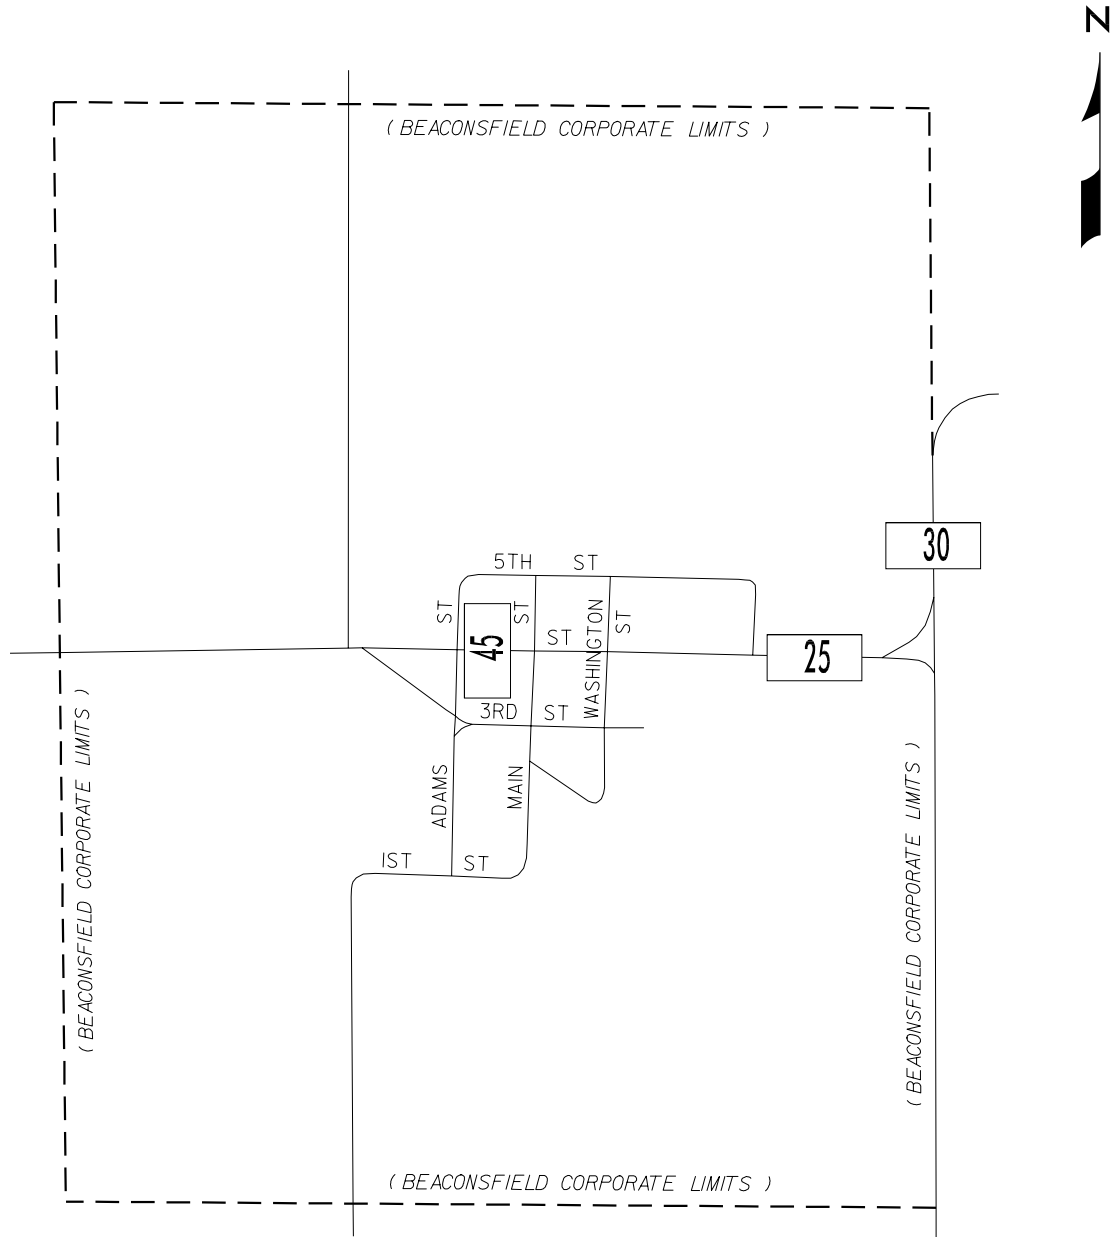 N
( BEACONSFIELD CORPORATE LIMITS )
30
5TH ST
ST
ST
WASHINGTON ST
45
ST
25
3RD ST
( BEACONSFIELD CORPORATE LIMITS )
ADAMS
MAIN
( BEACONSFIELD CORPORATE LIMITS )
1ST ST
( BEACONSFIELD CORPORATE LIMITS )